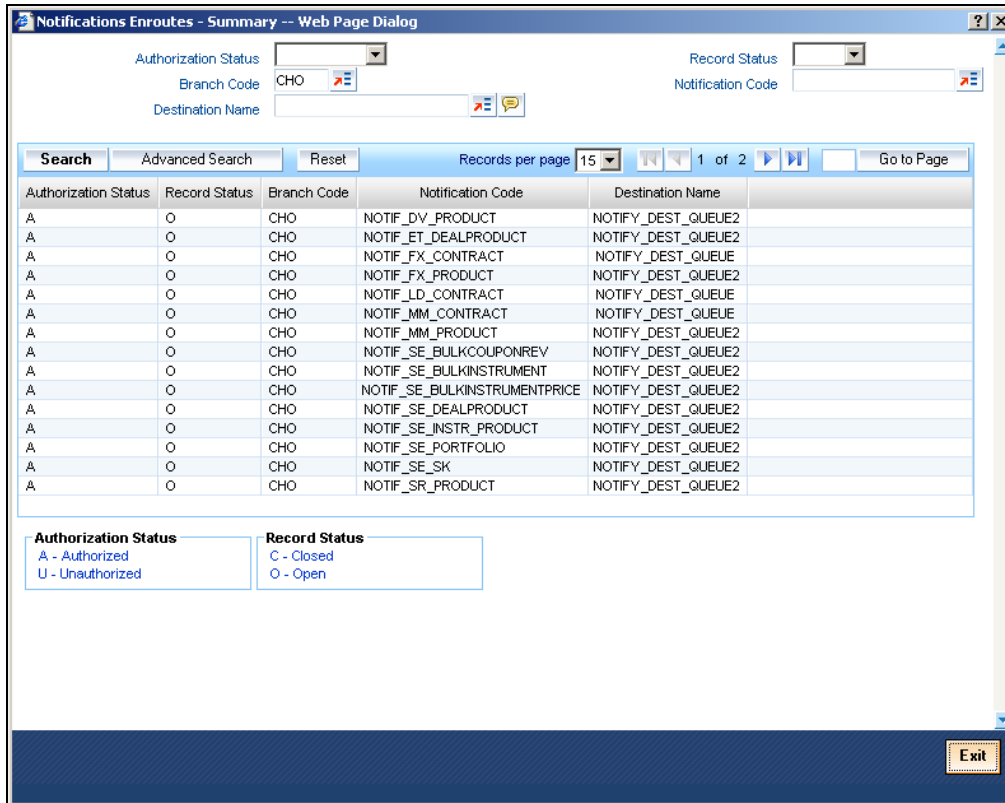 Notifications Enroutes - Summary -- Web Page Dialog ? X
Authorization Status Record Status
Branch Code CHO Notification Code
Destination Name
Search Advanced Search Reset Records per page 15 1 of 2 Go to Page
Authorization Status Record Status Branch Code Notification Code Destination Name
A O CHO NOTIF_DV_PRODUCT NOTIFY_DEST_QUEUE2
A O CHO NOTIF_ET_DEALPRODUCT NOTIFY_DEST_QUEUE2
A O CHO NOTIF_FX_CONTRACT NOTIFY_DEST_QUEUE
A O CHO NOTIF_FX_PRODUCT NOTIFY_DEST_QUEUE2
A O CHO NOTIF_LD_CONTRACT NOTIFY_DEST_QUEUE
A O CHO NOTIF_MM_CONTRACT NOTIFY_DEST_QUEUE
A O CHO NOTIF_MM_PRODUCT NOTIFY_DEST_QUEUE2
A O CHO NOTIF_SE_BULKCOUPONREV NOTIFY_DEST_QUEUE2
A O CHO NOTIF_SE_BULKINSTRUMENT NOTIFY_DEST_QUEUE2
A O CHO NOTIF_SE_BULKINSTRUMENTPRICE NOTIFY_DEST_QUEUE2
A O CHO NOTIF_SE_DEALPRODUCT NOTIFY_DEST_QUEUE2
A O CHO NOTIF_SE_INSTR_PRODUCT NOTIFY_DEST_QUEUE2
A O CHO NOTIF_SE_PORTFOLIO NOTIFY_DEST_QUEUE2
A O CHO NOTIF_SE_SK NOTIFY_DEST_QUEUE2
A O CHO NOTIF_SR_PRODUCT NOTIFY_DEST_QUEUE2
Authorization Status Record Status
A - Authorized C - Closed
U - Unauthorized O - Open
Exit